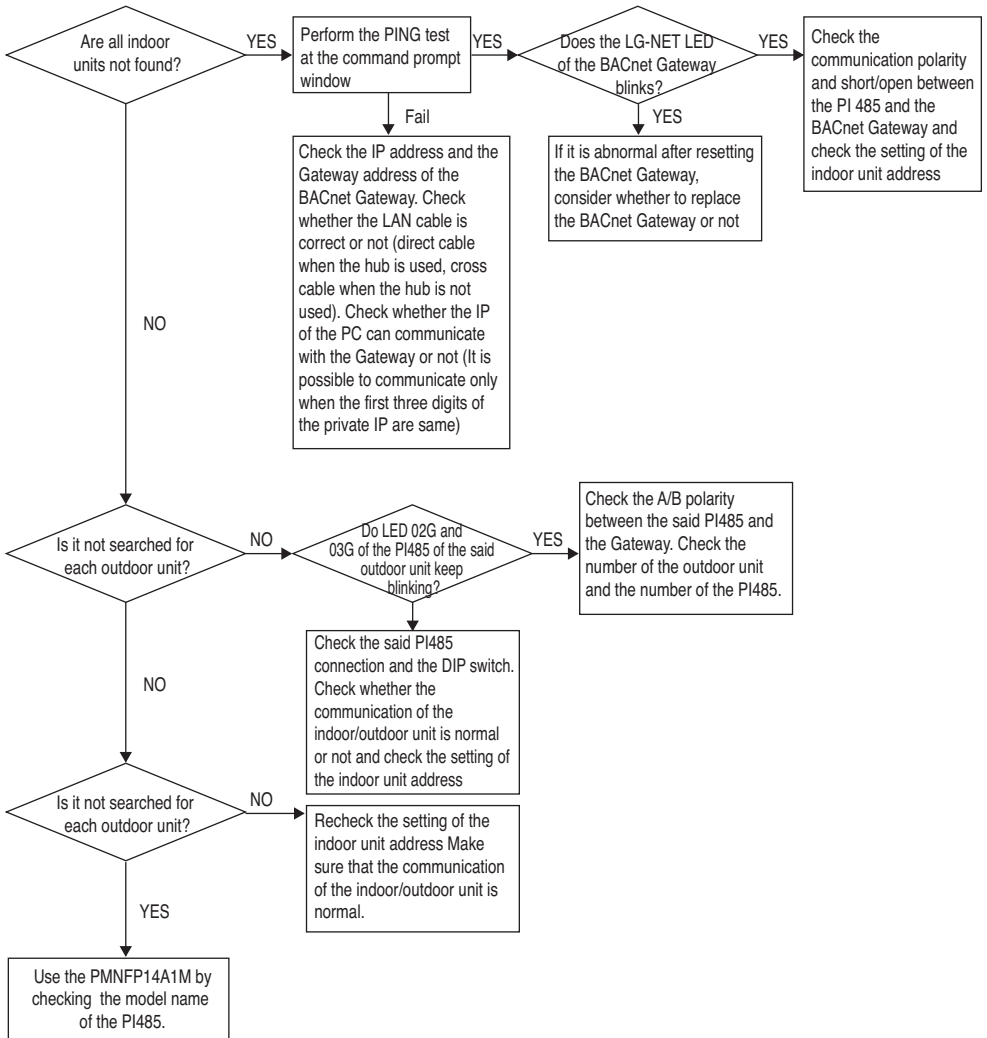 Are all indoor
units not found?
YES
Perform the PING test
at the command prompt
window
YES
Does the LG-NET LED
of the BACnet Gateway
blinks?
YES
Check the
communication polarity
and short/open between
the PI 485 and the
BACnet Gateway and
check the setting of the
indoor unit address
Fail
Check the IP address and the
Gateway address of the
BACnet Gateway. Check
whether the LAN cable is
correct or not (direct cable
when the hub is used, cross
cable when the hub is not
used). Check whether the IP
of the PC can communicate
with the Gateway or not (It is
possible to communicate only
when the first three digits of
the private IP are same)
YES
If it is abnormal after resetting
the BACnet Gateway,
consider whether to replace
the BACnet Gateway or not
NO
Is it not searched for
each outdoor unit?
NO
Do LED 02G and
03G of the PI485 of the said
outdoor unit keep
blinking?
YES
Check the A/B polarity
between the said PI485 and
the Gateway. Check the
number of the outdoor unit
and the number of the PI485.
Check the said PI485
connection and the DIP switch.
Check whether the
communication of the
indoor/outdoor unit is normal
or not and check the setting of
the indoor unit address
NO
Is it not searched for
each outdoor unit?
NO
Recheck the setting of the
indoor unit address Make
sure that the communication
of the indoor/outdoor unit is
normal.
YES
Use the PMNFP14A1M by
checking the model name
of the PI485.